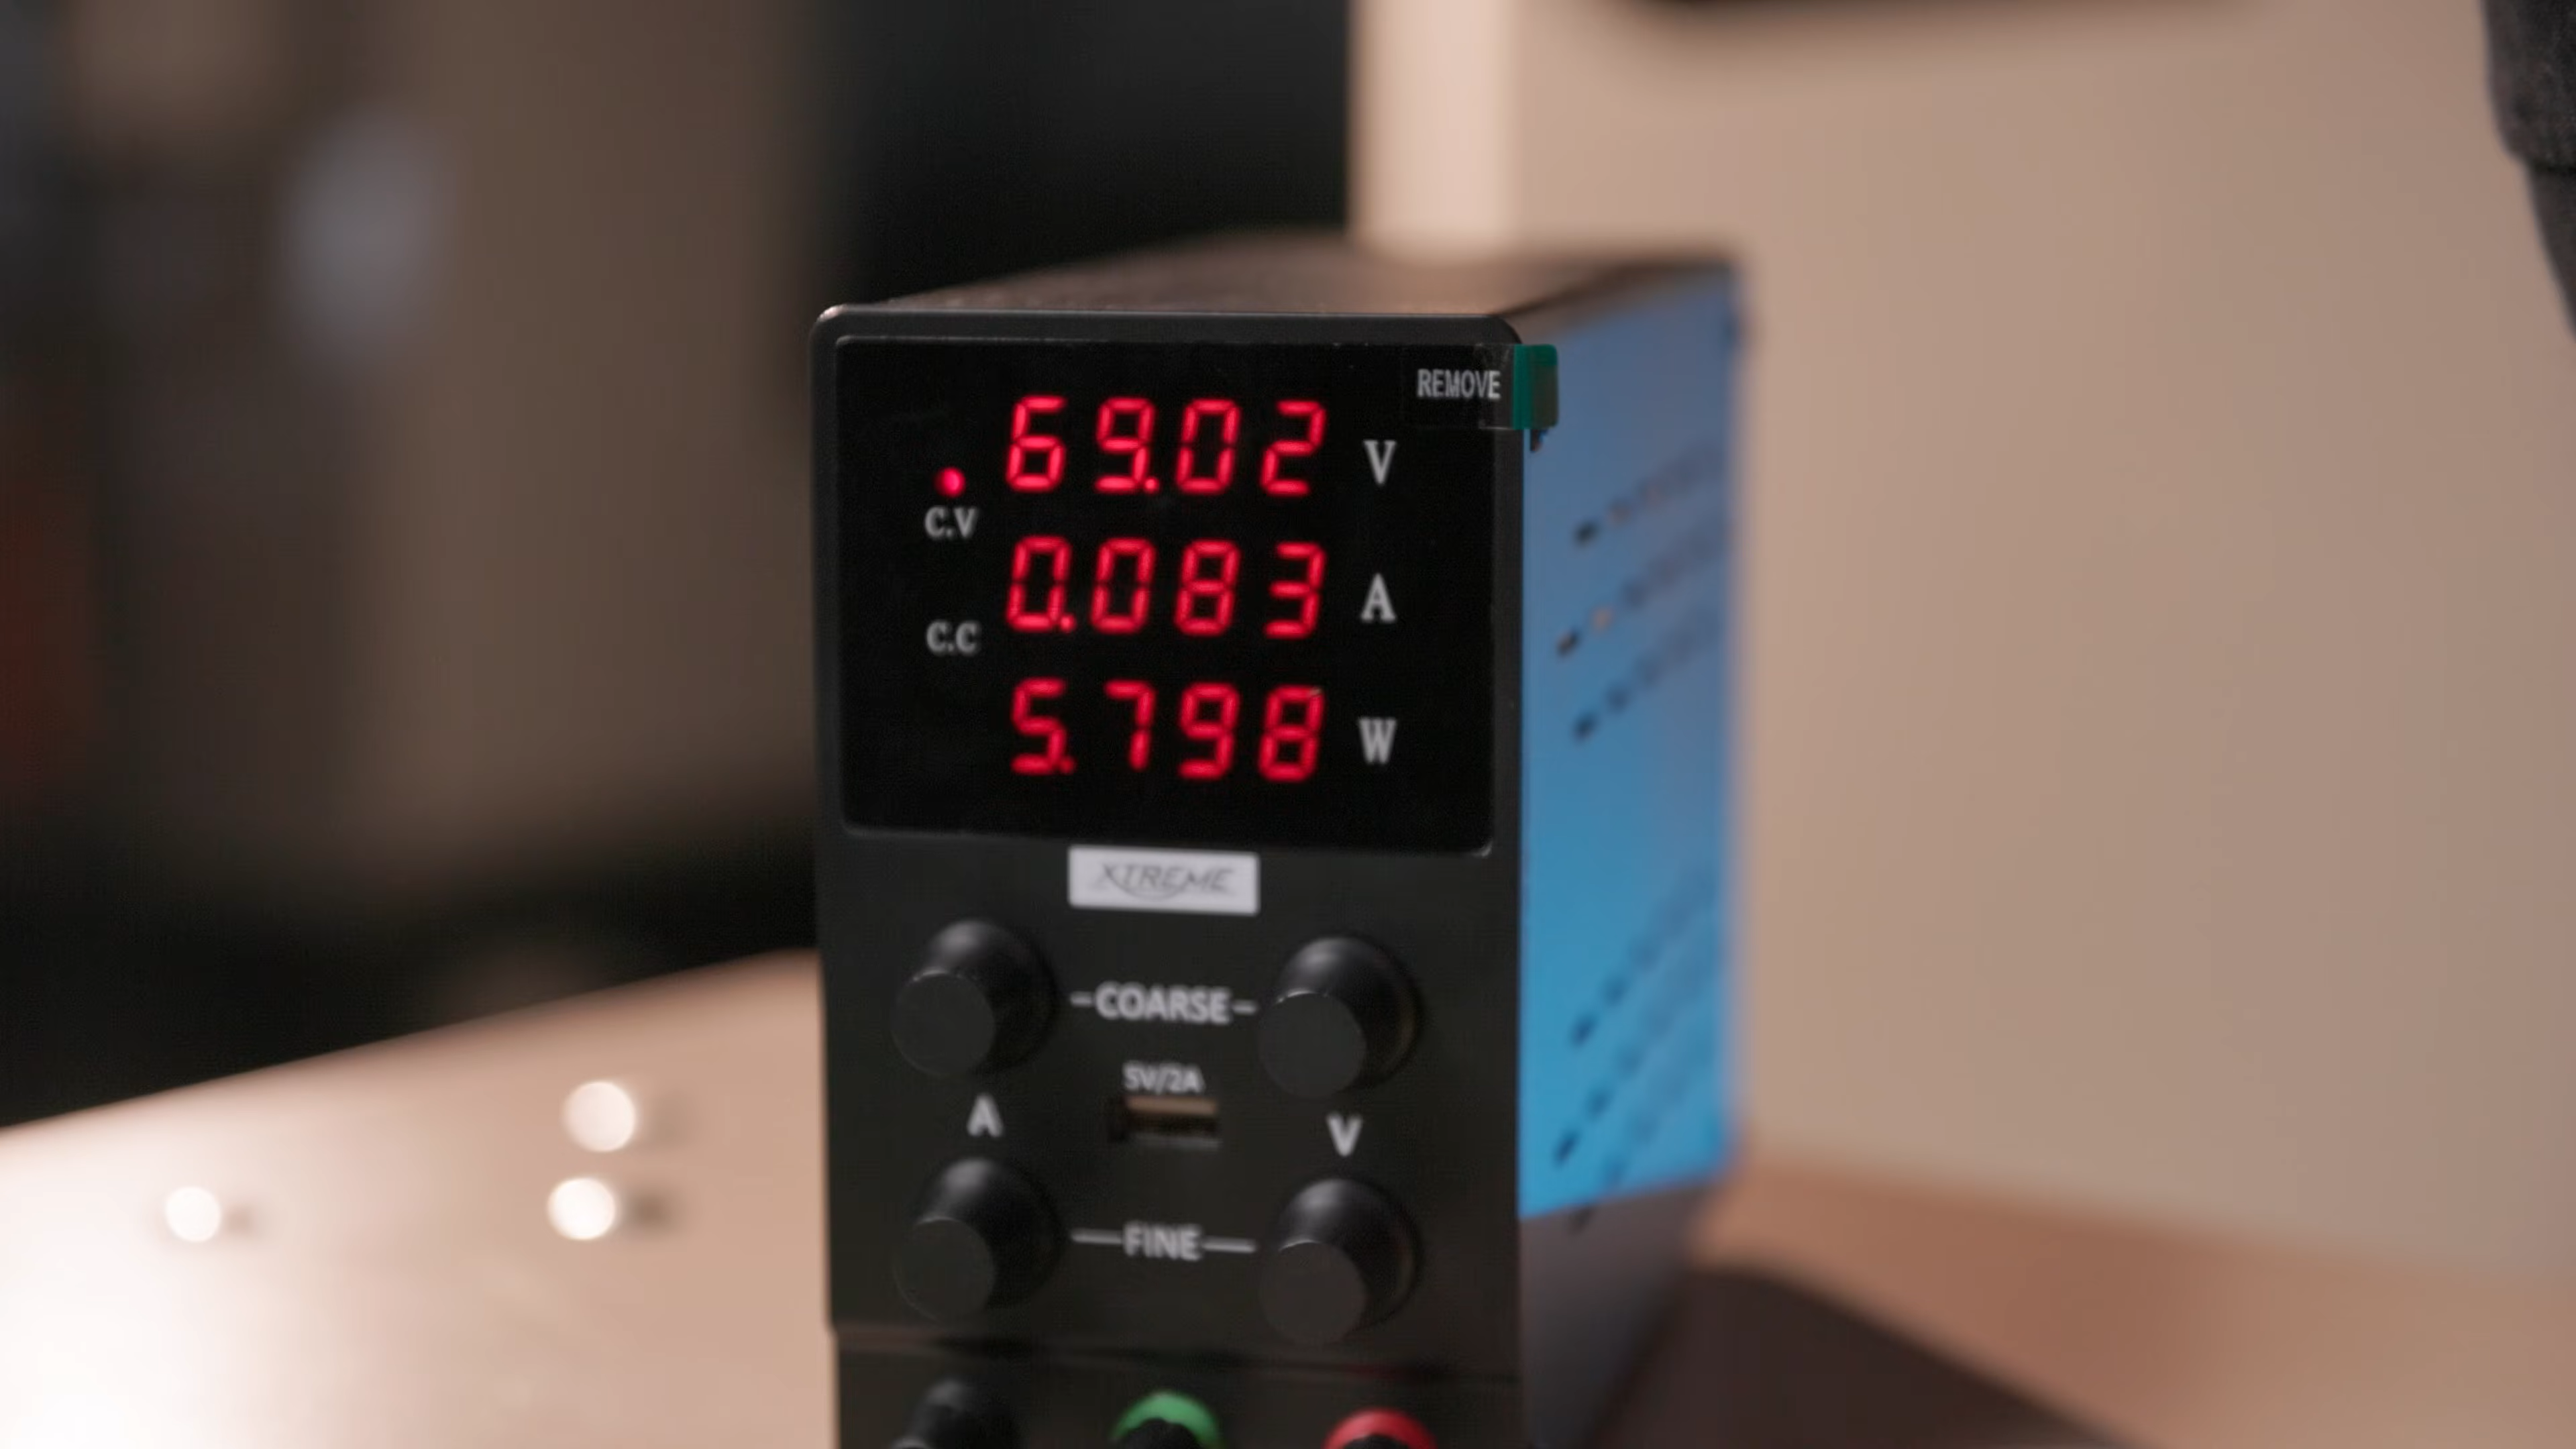 REMOVE
69.02 V
C.V
0.083 A
C.C
5.798 W
XTREME
COARSE
5V/2A
A V
FINE